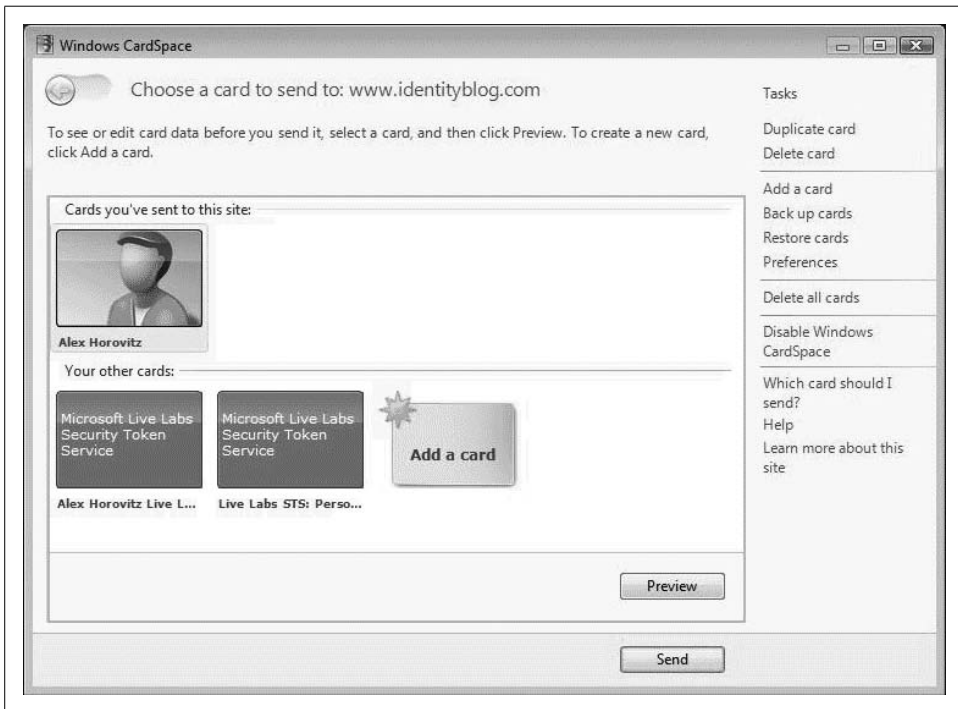 Windows CardSpace
Choose a card to send to: www.identityblog.com
To see or edit card data before you send it, select a card, and then click Preview. To create a new card,
click Add a card.
Cards you've sent to this site:
Alex Horovitz
Your other cards:
Microsoft Live Labs
Security Token
Service
Alex Horovitz Live L...
Microsoft Live Labs
Security Token
Service
Live Labs STS: Perso...
Add a card
Preview
Send
Tasks
Duplicate card
Delete card
Add a card
Back up cards
Restore cards
Preferences
Delete all cards
Disable Windows
CardSpace
Which card should I
send?
Help
Learn more about this
site